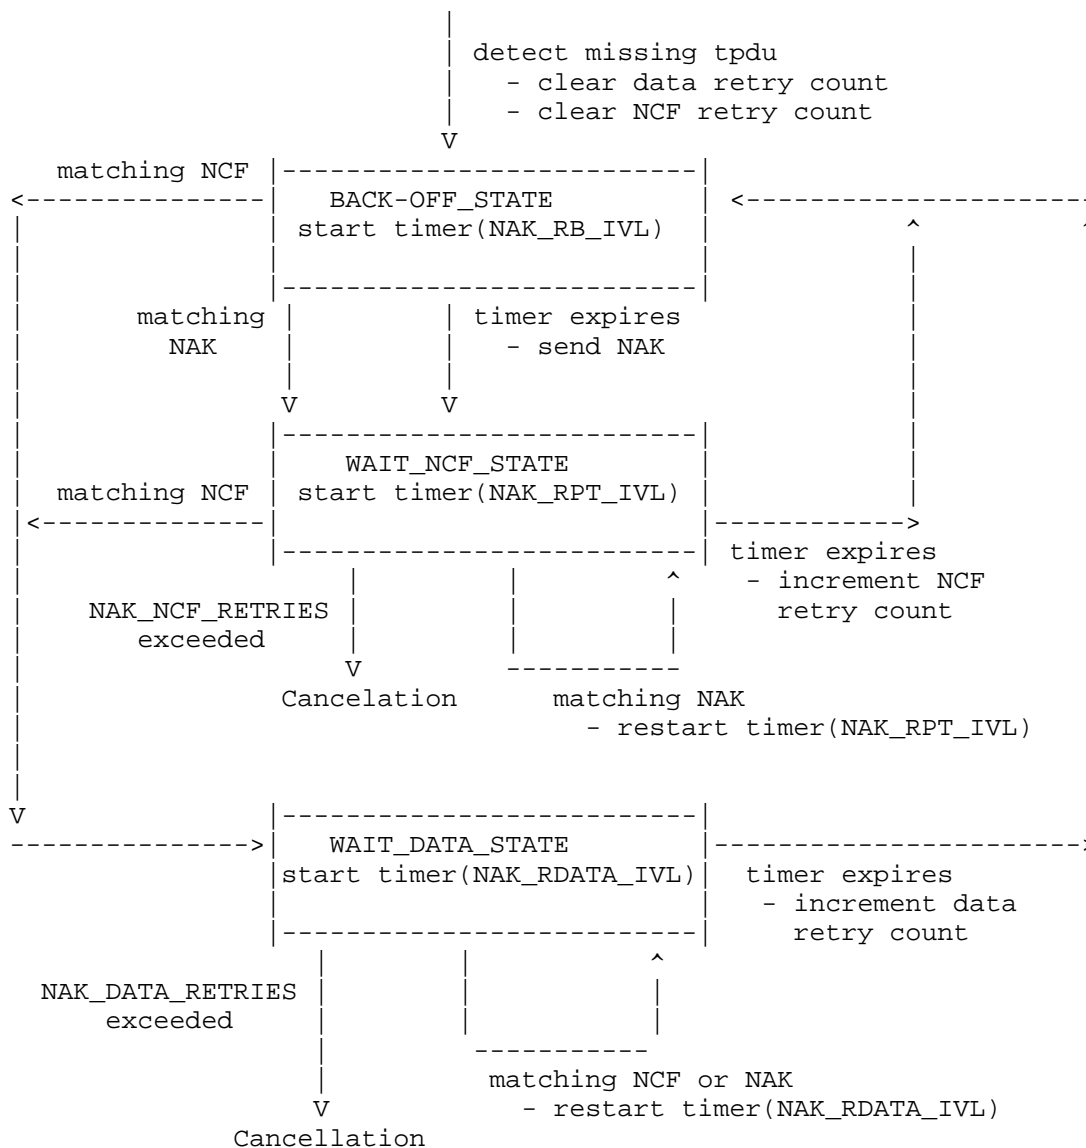 detect missing tpdu
- clear data retry count
- clear NCF retry count
matching NCF
BACK-OFF_STATE
start timer(NAK_RB_IVL)
matching
NAK
timer expires
- send NAK
WAIT_NCF_STATE
matching NCF
start timer(NAK_RPT_IVL)
timer expires
- increment NCF
retry count
NAK_NCF_RETRIES
exceeded
Cancelation
matching NAK
- restart timer(NAK_RPT_IVL)
WAIT_DATA_STATE
start timer(NAK_RDATA_IVL)
timer expires
- increment data
retry count
NAK_DATA_RETRIES
exceeded
matching NCF or NAK
- restart timer(NAK_RDATA_IVL)
Cancellation